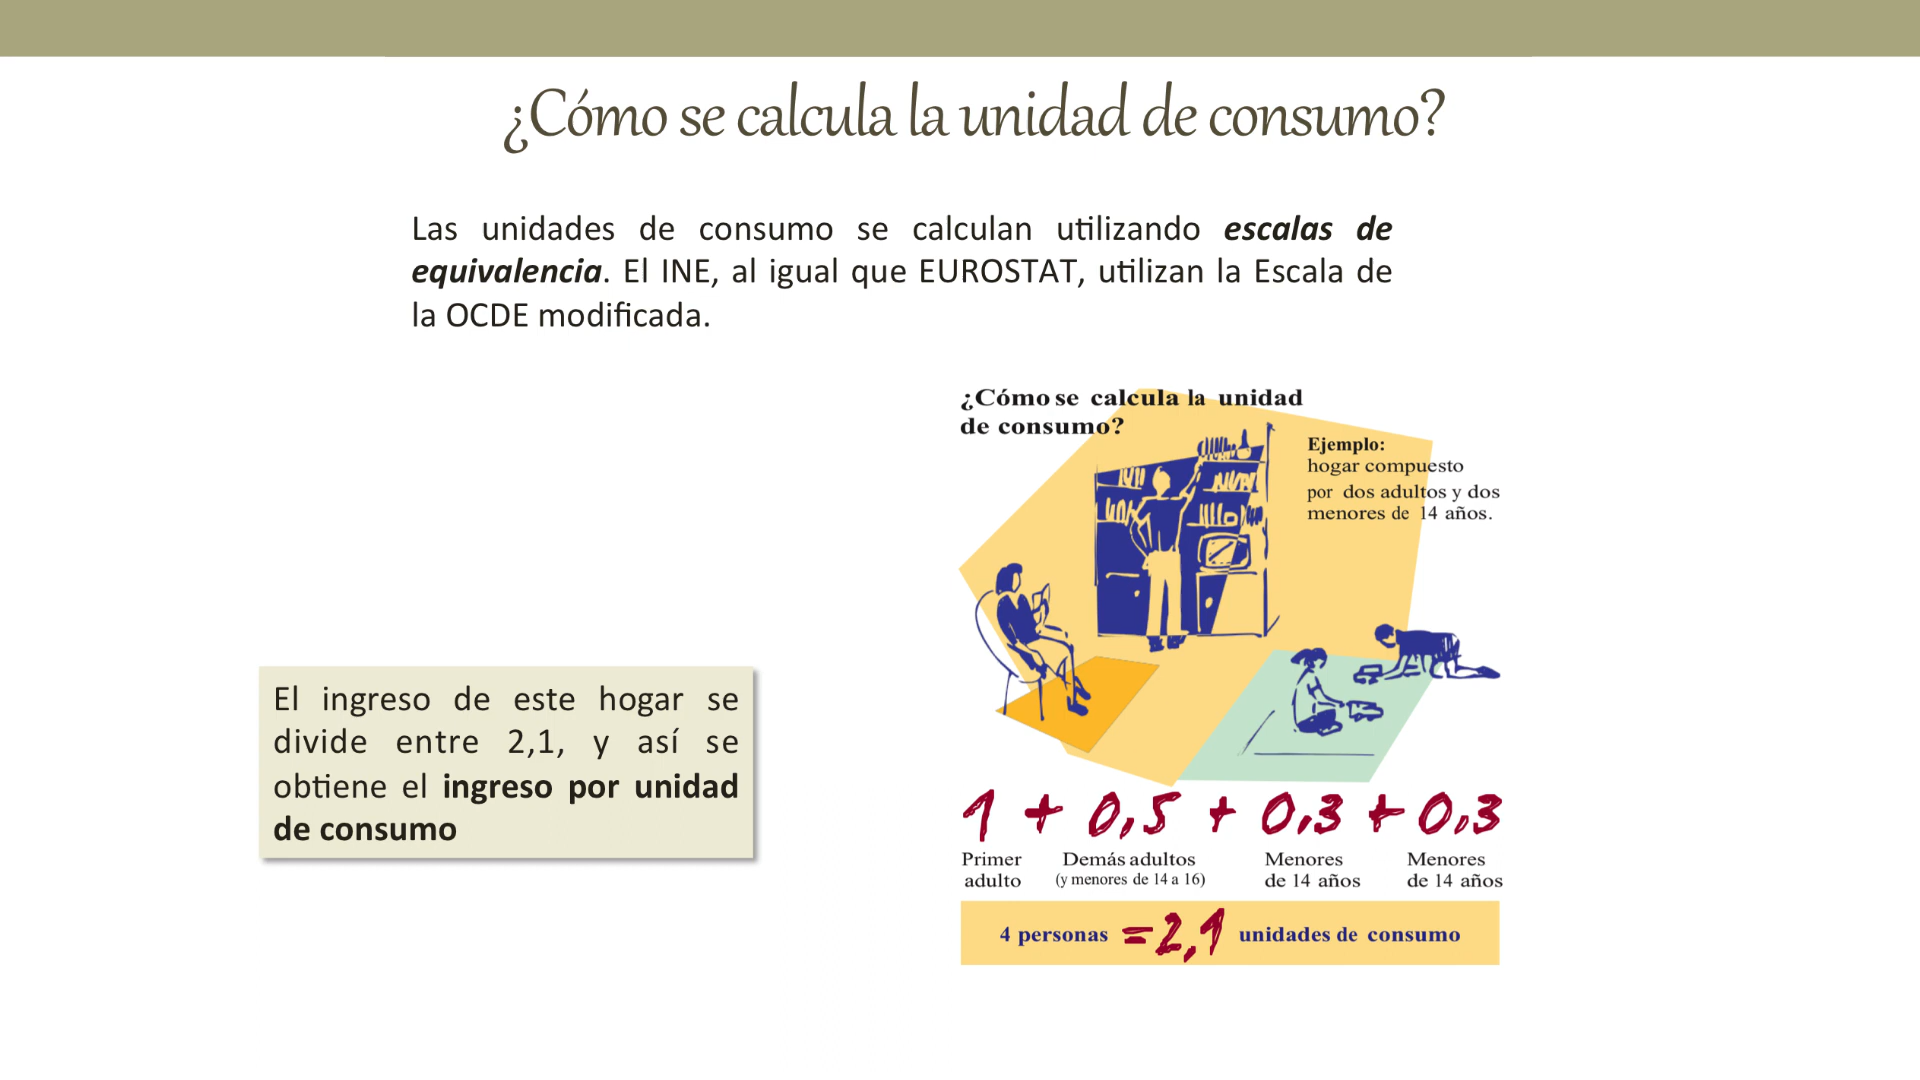 ¿Cómo se calcula la unidad de consumo?
Las unidades de consumo se calculan utilizando escalas de
equivalencia. El INE, al igual que EUROSTAT, utilizan la Escala de
la OCDE modificada.
¿Cómo se calcula la unidad
de consumo?
Ejemplo:
hogar compuesto
por dos adultos y dos
menores de 14 años.
El ingreso de este hogar se
divide entre 2,1, y así se
obtiene el ingreso por unidad
de consumo
1 + 0,5 + 0,3 + 0,3
Primer adulto
Demás adultos
(y menores de 14 a 16)
Menores
de 14 años
Menores
de 14 años
4 personas =2,1 unidades de consumo